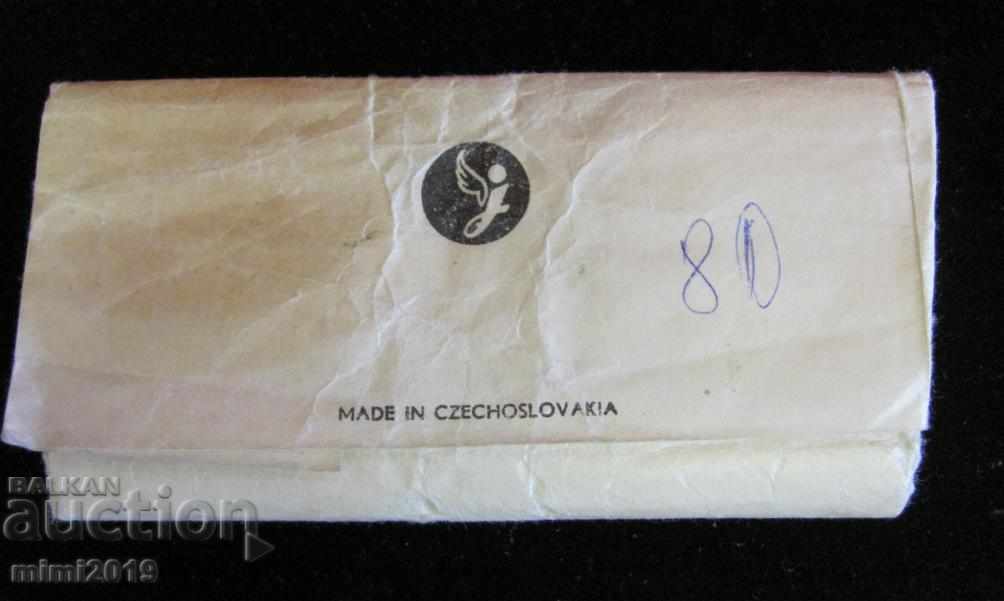 80
MADE IN CZECHOSLOVAKIA
BALKAN
auction
mimi2019